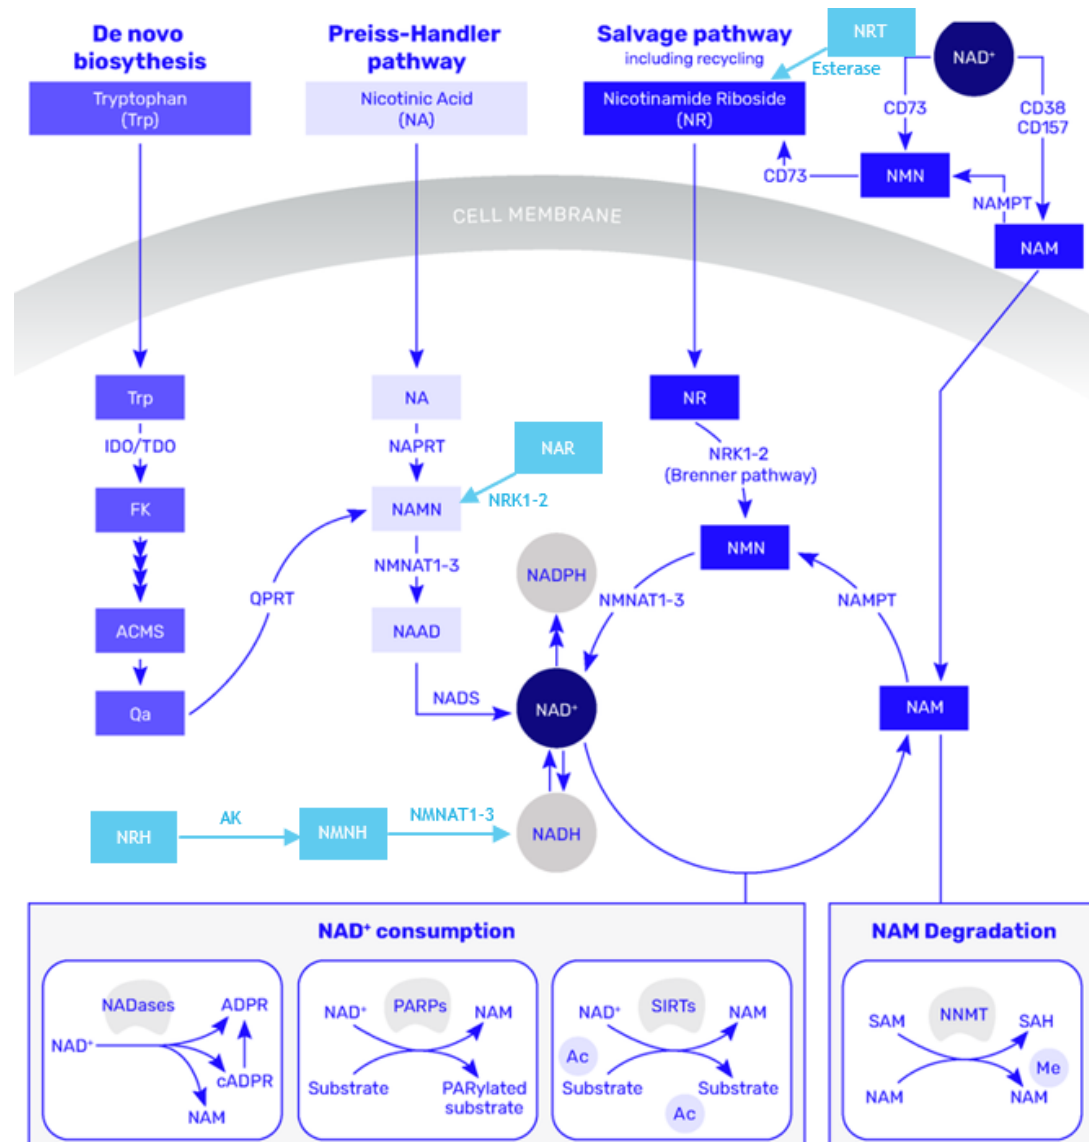 De novo
biosythesis
Tryptophan
(Trp)
Preiss-Handler
pathway
Nicotinic Acid
(NA)
Salvage pathway
including recycling
Nicotinamide Riboside
(NR)
NRT
Esterase
NAD⁺
CD73
CD38
CD157
NMN
CD73
NAMPT
NAM
CELL MEMBRANE
Trp
IDO/TDO
FK
ACMS
Qa
QPRT
NA
NAPRT
NAR
NRK1-2
NAMN
NMNAT1-3
NAAD
NADS
NR
NRK1-2
(Brenner pathway)
NMN
NADPH
NMNAT1-3
NAMPT
NAD⁺
NAM
NRH
AK
NMNH
NMNAT1-3
NADH
NAD⁺ consumption
NADases
NAD⁺
ADPR
cADPR
NAM
NAD⁺
PARPs
NAM
Substrate
PARylated
substrate
NAD⁺
SIRTs
NAM
Ac
Substrate
Substrate
Ac
NAM Degradation
SAM
NNMT
SAH
Me
NAM
NAM